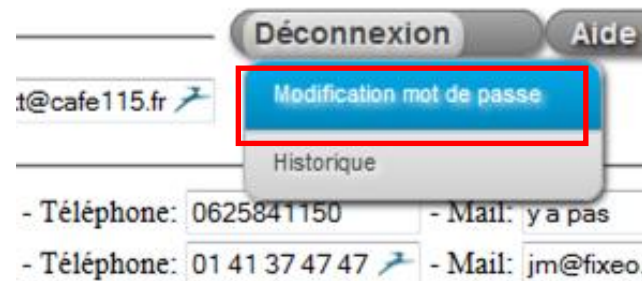 Déconnexion Aide
t@cafe115.fr Modification mot de passe
Historique
- Téléphone: 0625841150 - Mail: y a pas
- Téléphone: 01 41 37 47 47 - Mail: jm@fixeo.